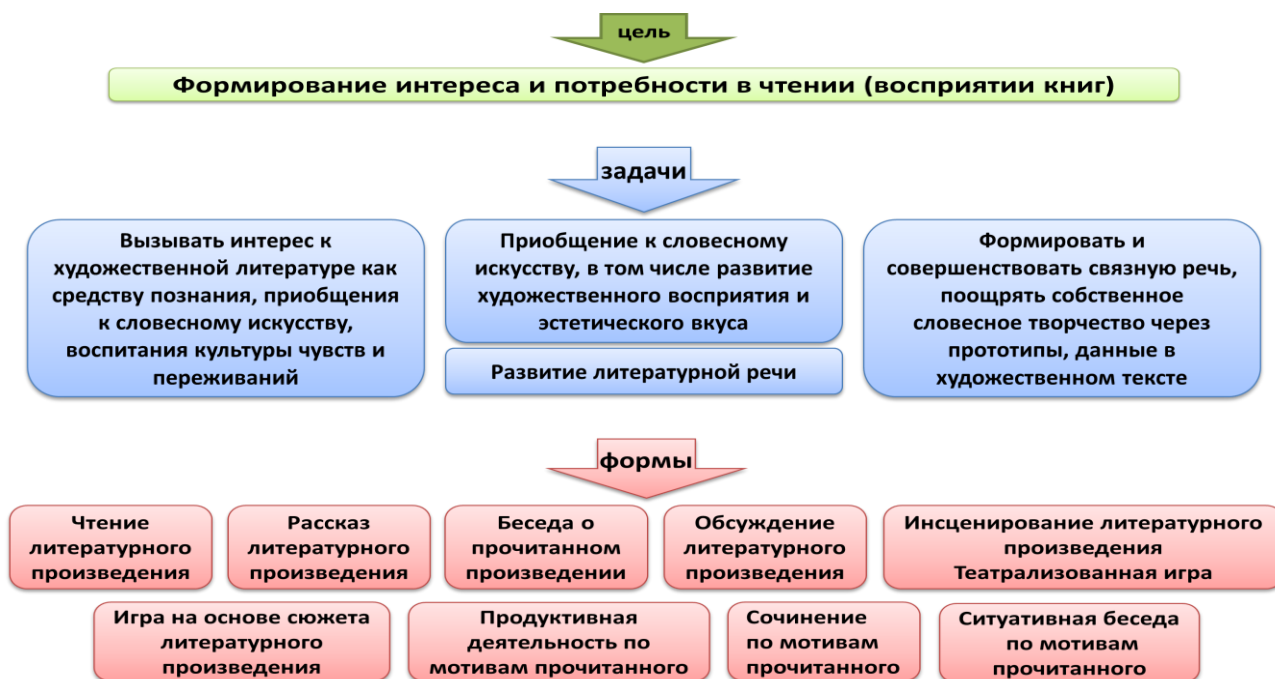 цель
Формирование интереса и потребности в чтении (восприятии книг)
задачи
Вызывать интерес к
художественной литературе как
средству познания, приобщения
к словесному искусству,
воспитания культуры чувств и
переживаний
Приобщение к словесному
искусству, в том числе развитие
художественного восприятия и
эстетического вкуса
Развитие литературной речи
Формировать и
совершенствовать связную речь,
поощрять собственное
словесное творчество через
прототипы, данные в
художественном тексте
формы
Чтение
литературного
произведения
Рассказ
литературного
произведения
Беседа о
прочитанном
произведении
Обсуждение
литературного
произведения
Инсценирование литературного
произведения
Театрализованная игра
Игра на основе сюжета
литературного
произведения
Продуктивная
деятельность по
мотивам прочитанного
Сочинение
по мотивам
прочитанного
Ситуативная беседа
по мотивам
прочитанного